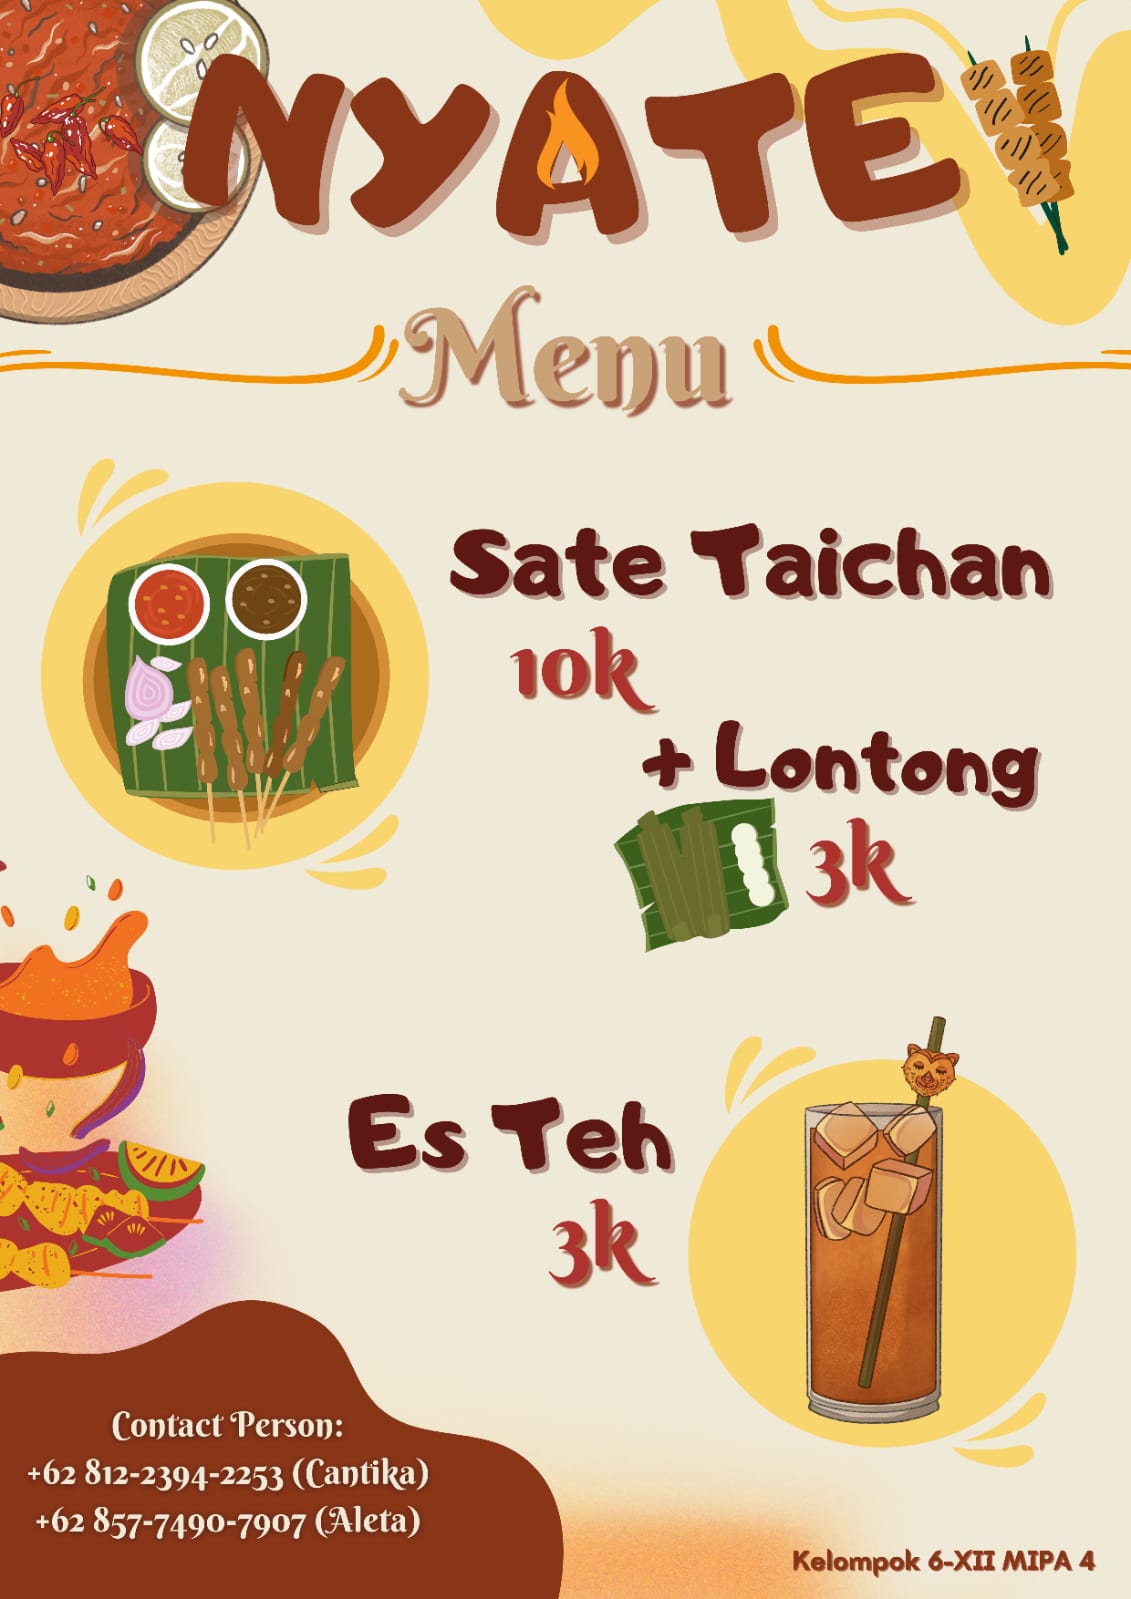 NYATE
Menu
Sate Taichan
10k
+ Lontong
3k
Es Teh
3k
Contact Person:
+62 812-2394-2253 (Cantika)
+62 857-7490-7907 (Aleta)
Kelompok 6-XII MIPA 4